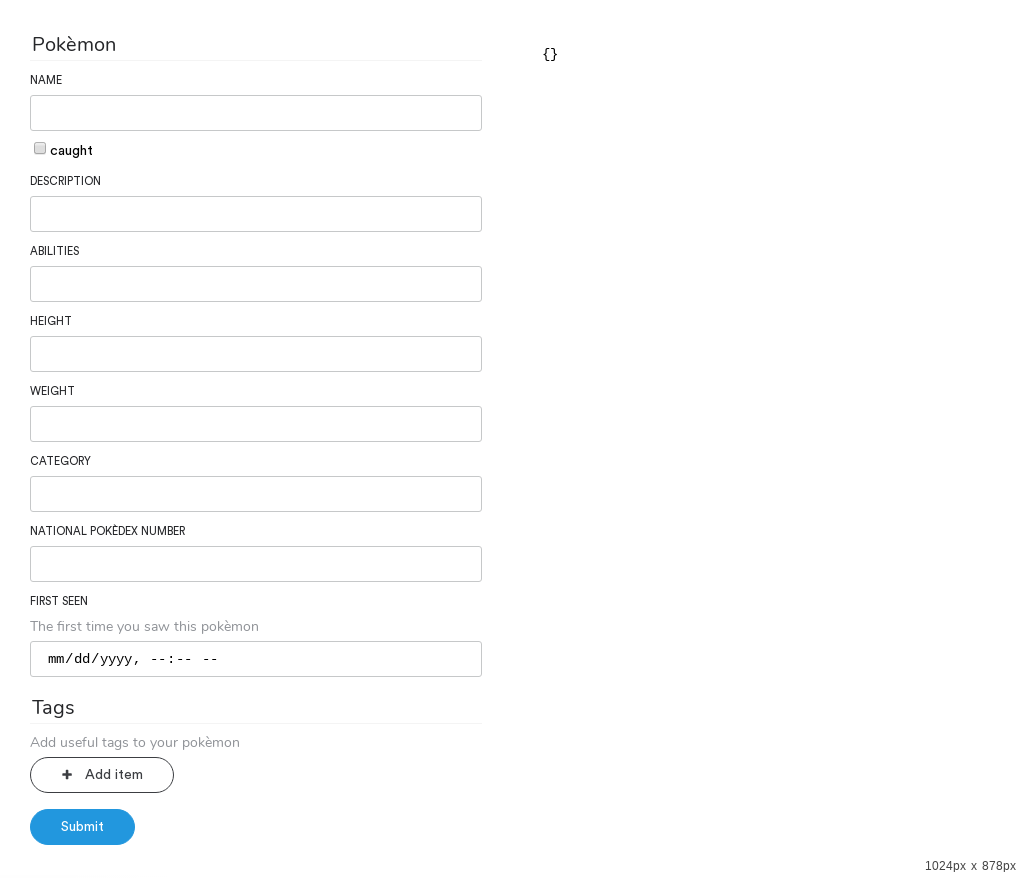 Pokèmon
{}
NAME
caught
DESCRIPTION
ABILITIES
HEIGHT
WEIGHT
CATEGORY
NATIONAL POKÈDEX NUMBER
FIRST SEEN
The first time you saw this pokèmon
mm/dd/yyyy, --:-- --
Tags
Add useful tags to your pokèmon
+ Add item
Submit
1024px x 878px